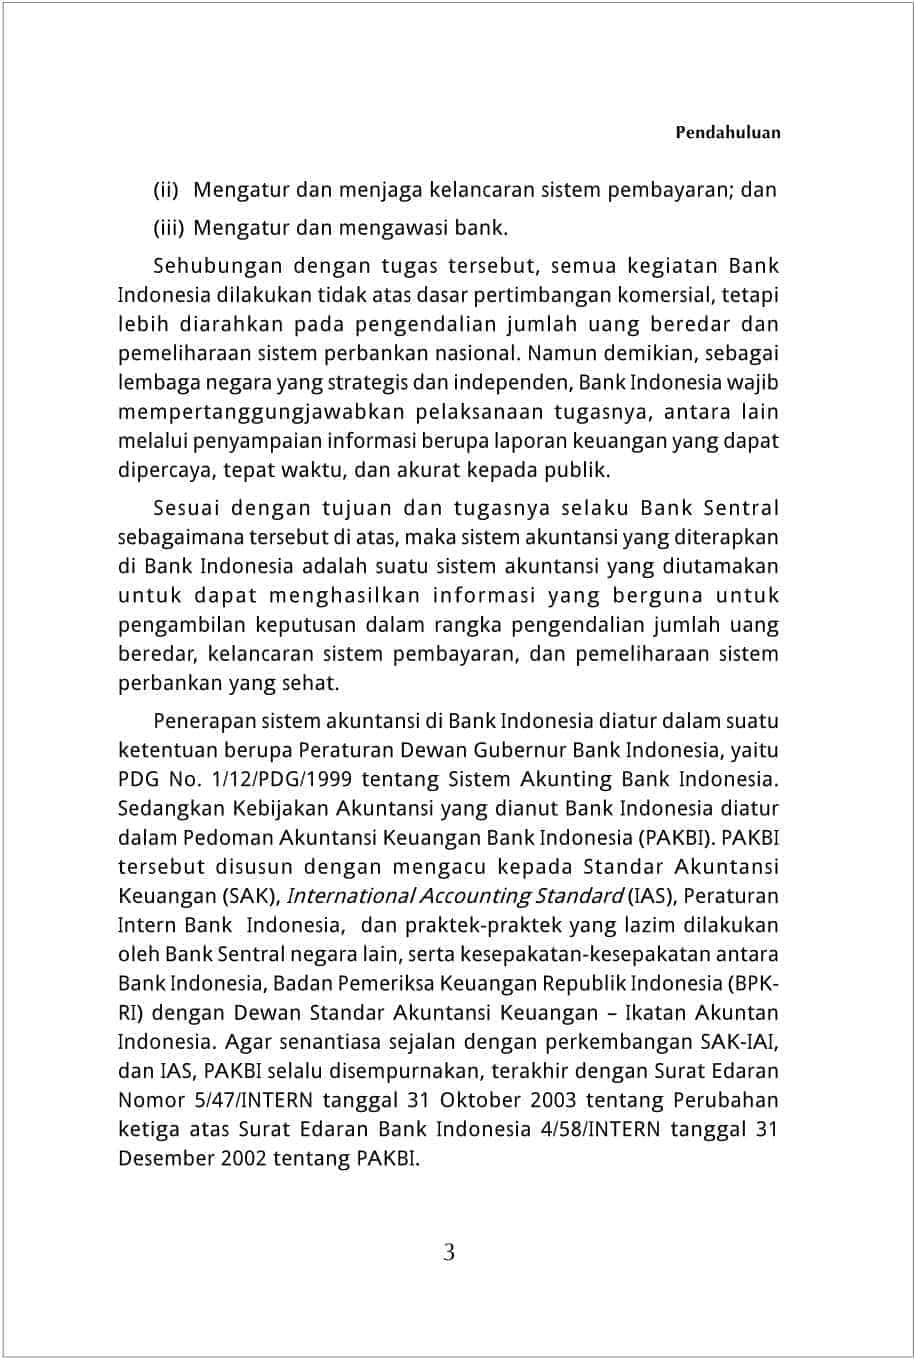 Pendahuluan
(ii) Mengatur dan menjaga kelancaran sistem pembayaran; dan
(iii) Mengatur dan mengawasi bank.
Sehubungan dengan tugas tersebut, semua kegiatan Bank
Indonesia dilakukan tidak atas dasar pertimbangan komersial, tetapi
lebih diarahkan pada pengendalian jumlah uang beredar dan
pemeliharaan sistem perbankan nasional. Namun demikian, sebagai
lembaga negara yang strategis dan independen, Bank Indonesia wajib
mempertanggungjawabkan pelaksanaan tugasnya, antara lain
melalui penyampaian informasi berupa laporan keuangan yang dapat
dipercaya, tepat waktu, dan akurat kepada publik.
Sesuai dengan tujuan dan tugasnya selaku Bank Sentral
sebagaimana tersebut di atas, maka sistem akuntansi yang diterapkan
di Bank Indonesia adalah suatu sistem akuntansi yang diutamakan
untuk dapat menghasilkan informasi yang berguna untuk
pengambilan keputusan dalam rangka pengendalian jumlah uang
beredar, kelancaran sistem pembayaran, dan pemeliharaan sistem
perbankan yang sehat.
Penerapan sistem akuntansi di Bank Indonesia diatur dalam suatu
ketentuan berupa Peraturan Dewan Gubernur Bank Indonesia, yaitu
PDG No. 1/12/PDG/1999 tentang Sistem Akunting Bank Indonesia.
Sedangkan Kebijakan Akuntansi yang dianut Bank Indonesia diatur
dalam Pedoman Akuntansi Keuangan Bank Indonesia (PAKBI). PAKBI
tersebut disusun dengan mengacu kepada Standar Akuntansi
Keuangan (SAK), International Accounting Standard (IAS), Peraturan
Intern Bank Indonesia, dan praktek-praktek yang lazim dilakukan
oleh Bank Sentral negara lain, serta kesepakatan-kesepakatan antara
Bank Indonesia, Badan Pemeriksa Keuangan Republik Indonesia (BPK-
RI) dengan Dewan Standar Akuntansi Keuangan – Ikatan Akuntan
Indonesia. Agar senantiasa sejalan dengan perkembangan SAK-IAI,
dan IAS, PAKBI selalu disempurnakan, terakhir dengan Surat Edaran
Nomor 5/47/INTERN tanggal 31 Oktober 2003 tentang Perubahan
ketiga atas Surat Edaran Bank Indonesia 4/58/INTERN tanggal 31
Desember 2002 tentang PAKBI.
3